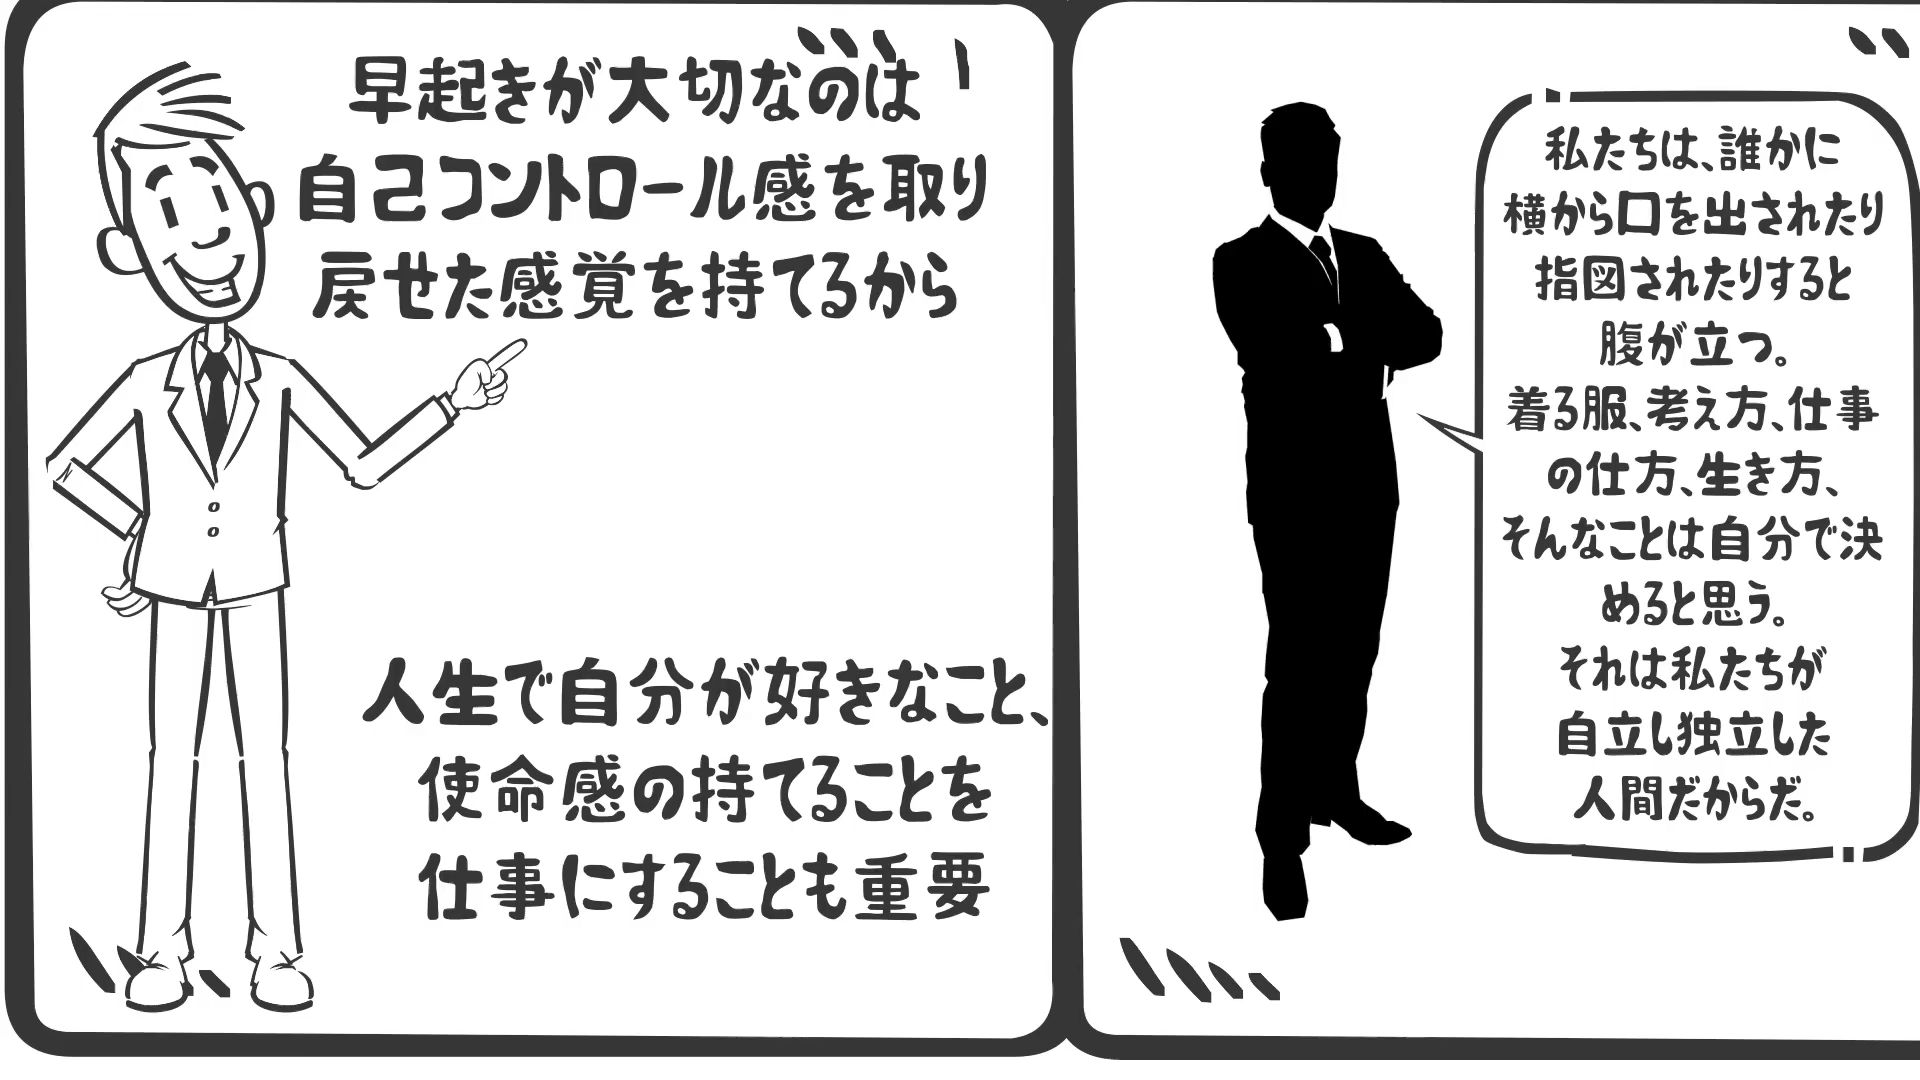 早起きが大切なのは
自己コントロール感を取り
戻せた感覚を持てるから
人生で自分が好きなこと、
使命感の持てることを
仕事にすることも重要
私たちは、誰かに
横から口を出されたり
指図されたりすると
腹が立つ。
着る服、考え方、仕事
の仕方、生き方、
そんなことは自分で決
めると思う。
それは私たちが
自立し独立した
人間だからだ。